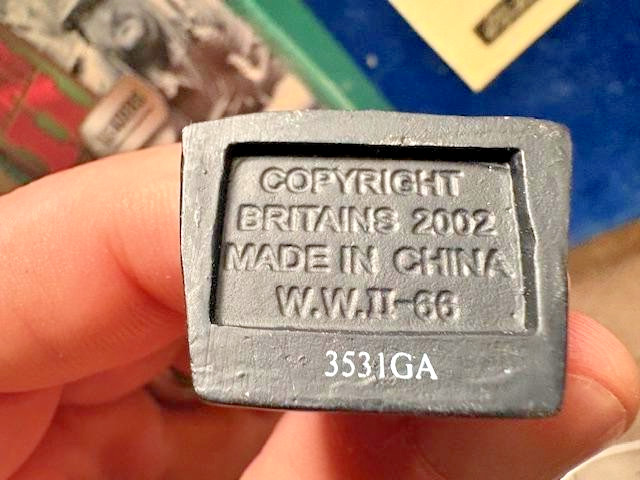 COPYRIGHT
BRITAINS 2002
MADE IN CHINA
W.W.II-66
3531GA